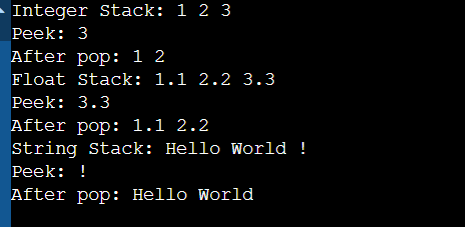 Integer Stack: 1 2 3
Peek: 3
After pop: 1 2
Float Stack: 1.1 2.2 3.3
Peek: 3.3
After pop: 1.1 2.2
String Stack: Hello World !
Peek: !
After pop: Hello World